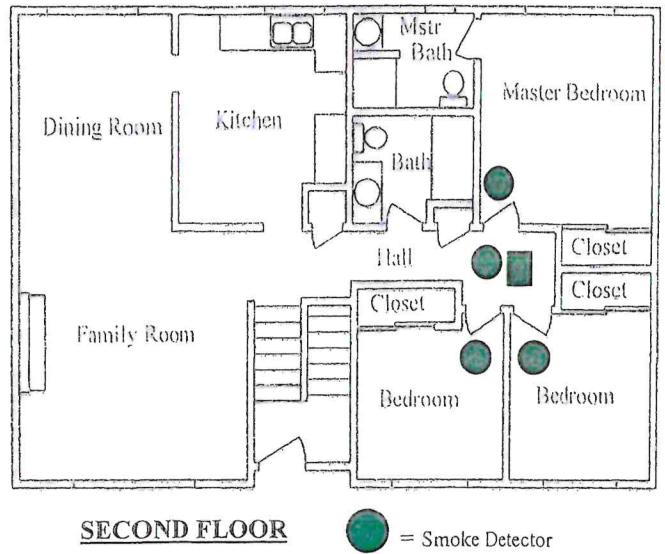 Mstr
Bath
Master Bedroom
Dining Room
Kitchen
Bath
Hall
Closet
Closet
Closet
Family Room
Bedroom
Bedroom
SECOND FLOOR
= Smoke Detector